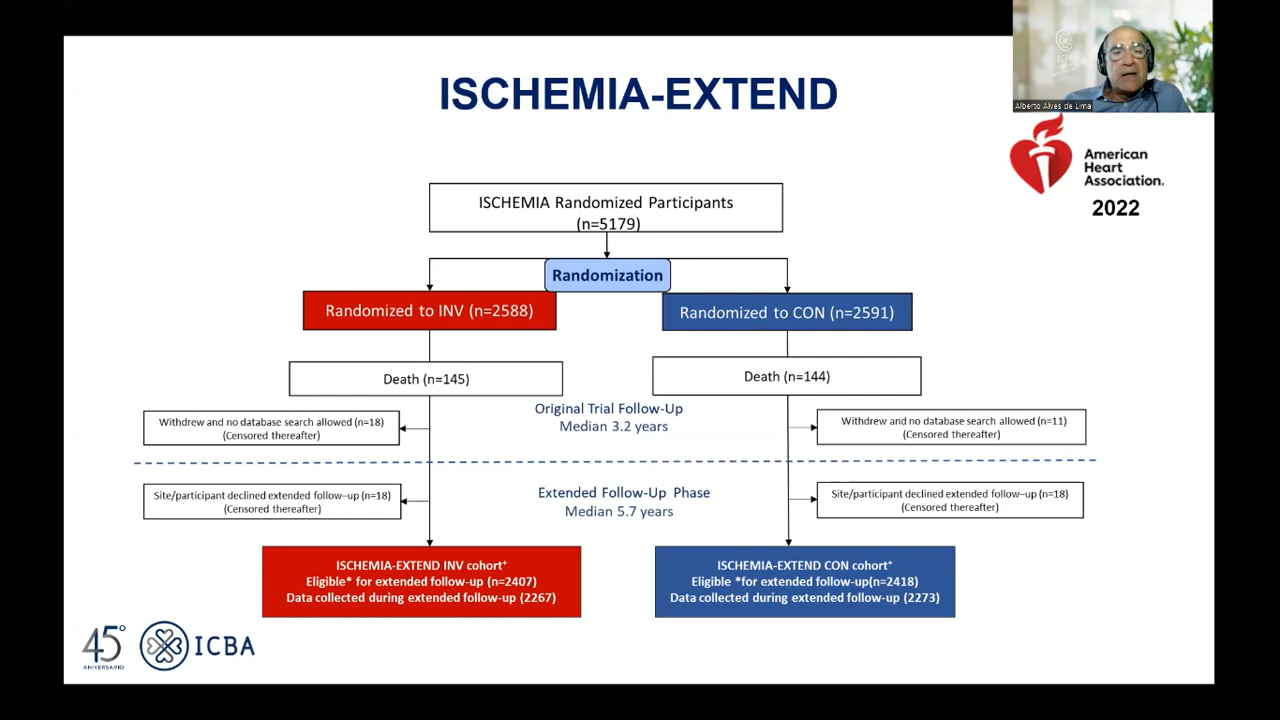 ISCHEMIA-EXTEND
Alberto Alves de Lima
American
Heart
Association.
2022
ISCHEMIA Randomized Participants
(n=5179)
Randomization
Randomized to INV (n=2588)
Randomized to CON (n=2591)
Death (n=145)
Death (n=144)
Original Trial Follow-Up
Median 3.2 years
Withdrew and no database search allowed (n=18)
(Censored thereafter)
Withdrew and no database search allowed (n=11)
(Censored thereafter)
Site/participant declined extended follow–up (n=18)
(Censored thereafter)
Extended Follow-Up Phase
Median 5.7 years
Site/participant declined extended follow–up (n=18)
(Censored thereafter)
ISCHEMIA-EXTEND INV cohort⁺
Eligible* for extended follow-up (n=2407)
Data collected during extended follow-up (2267)
ISCHEMIA-EXTEND CON cohort⁺
Eligible *for extended follow-up(n=2418)
Data collected during extended follow-up (2273)
45°
ANIVERSARIO
ICBA